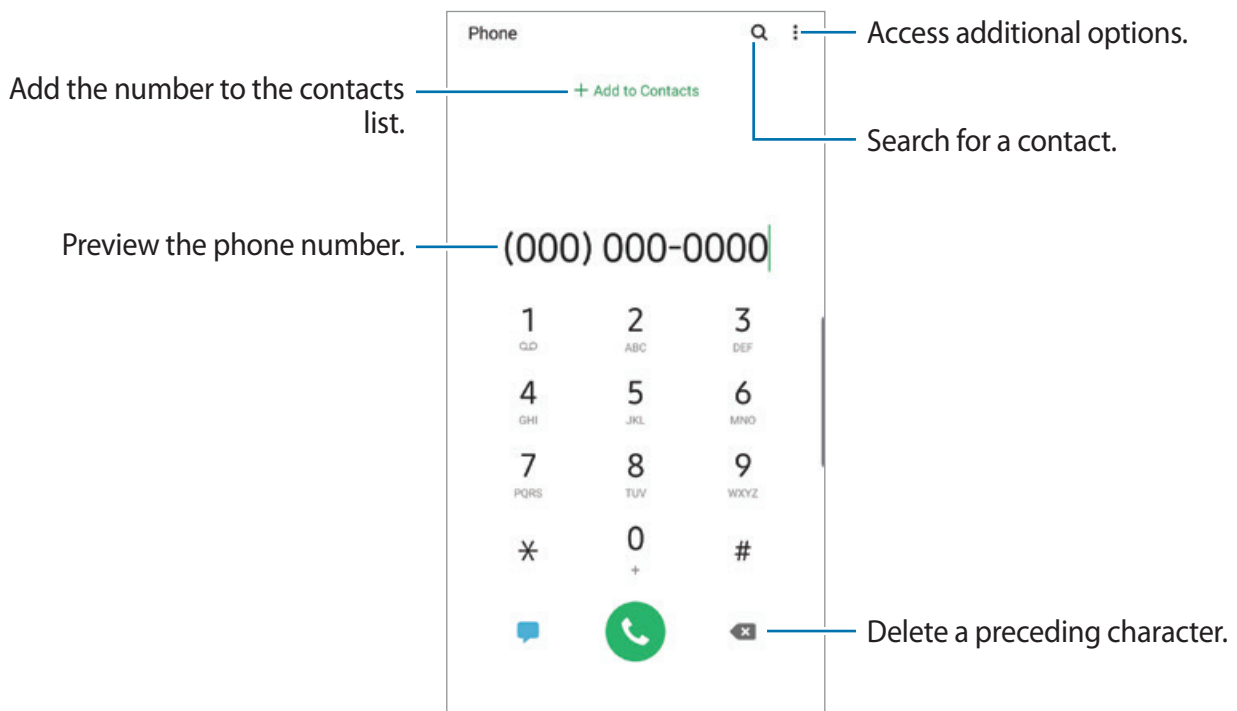 Phone
Access additional options.
Add the number to the contacts
list.
+ Add to Contacts
Search for a contact.
Preview the phone number.
(000) 000-0000
1 2 3
ABC DEF
4 5 6
GHI JKL MNO
7 8 9
PQRS TUV WXYZ
* 0 #
+
Delete a preceding character.